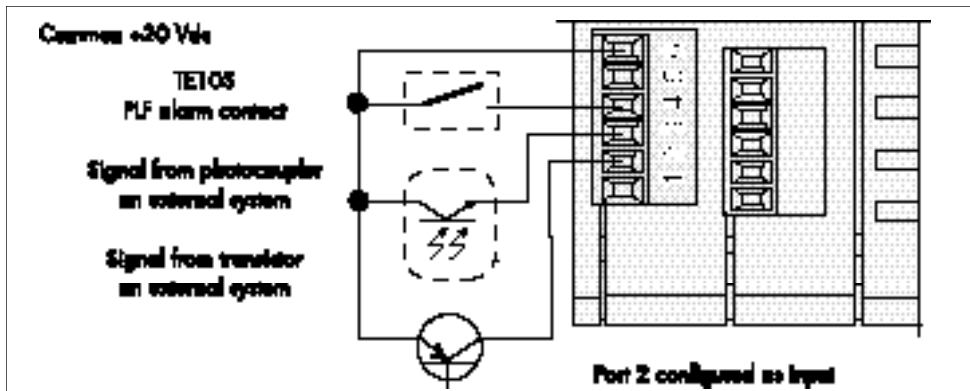 Common +20 Vdc
TE10S
PLF alarm contact
Signal from photocoupler
on external system
Signal from transistor
on external system
Port 2 configured as input